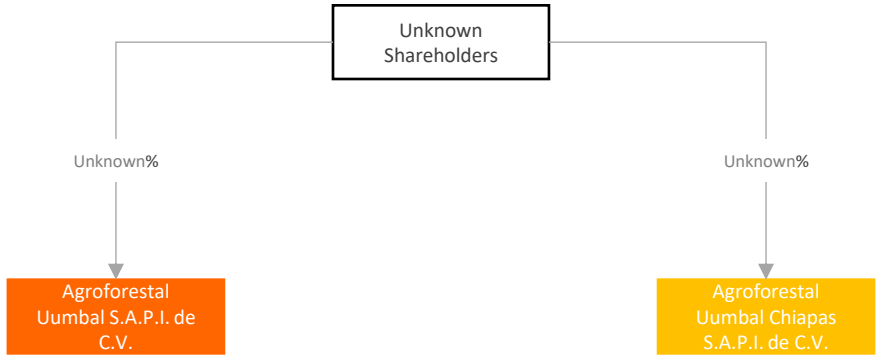 Unknown
Shareholders
Unknown%
Unknown%
Agroforestal
Uumbal S.A.P.I. de
C.V.
Agroforestal
Uumbal Chiapas
S.A.P.I. de C.V.